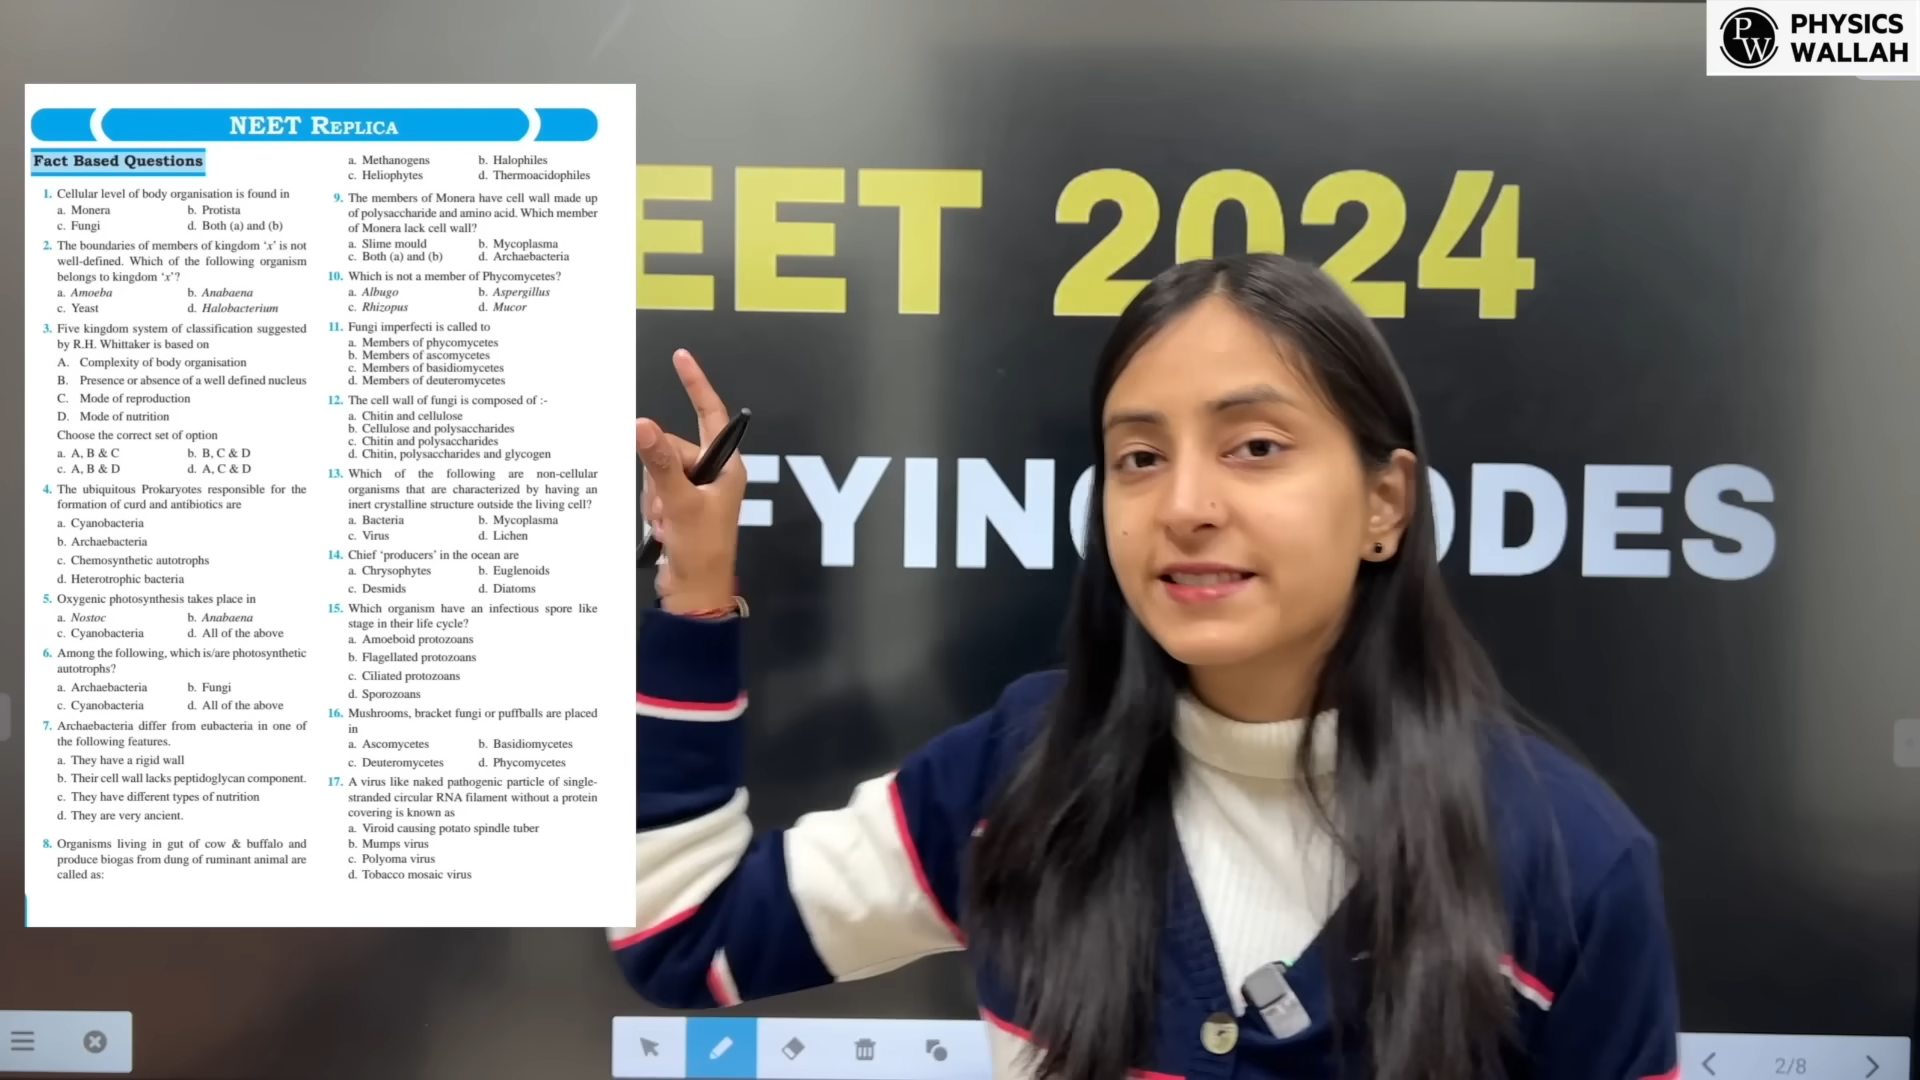 PHYSICS
WALLAH
PW
NEET REPLICA
Fact Based Questions
1. Cellular level of body organisation is found in
a. Monera b. Protista
c. Fungi d. Both (a) and (b)
2. The boundaries of members of kingdom ‘x’ is not
well-defined. Which of the following organism
belongs to kingdom ‘x’?
a. Amoeba b. Anabaena
c. Yeast d. Halobacterium
3. Five kingdom system of classification suggested
by R.H. Whittaker is based on
A. Complexity of body organisation
B. Presence or absence of a well defined nucleus
C. Mode of reproduction
D. Mode of nutrition
Choose the correct set of option
a. A, B & C b. B, C & D
c. A, B & D d. A, C & D
4. The ubiquitous Prokaryotes responsible for the
formation of curd and antibiotics are
a. Cyanobacteria
b. Archaebacteria
c. Chemosynthetic autotrophs
d. Heterotrophic bacteria
5. Oxygenic photosynthesis takes place in
a. Nostoc b. Anabaena
c. Cyanobacteria d. All of the above
6. Among the following, which is/are photosynthetic
autotrophs?
a. Archaebacteria b. Fungi
c. Cyanobacteria d. All of the above
7. Archaebacteria differ from eubacteria in one of
the following features.
a. They have a rigid wall
b. Their cell wall lacks peptidoglycan component.
c. They have different types of nutrition
d. They are very ancient.
8. Organisms living in gut of cow & buffalo and
produce biogas from dung of ruminant animal are
called as:
a. Methanogens b. Halophiles
c. Heliophytes d. Thermoacidophiles
9. The members of Monera have cell wall made up
of polysaccharide and amino acid. Which member
of Monera lack cell wall?
a. Slime mould b. Mycoplasma
c. Both (a) and (b) d. Archaebacteria
10. Which is not a member of Phycomycetes?
a. Albugo b. Aspergillus
c. Rhizopus d. Mucor
11. Fungi imperfecti is called to
a. Members of phycomycetes
b. Members of ascomycetes
c. Members of basidiomycetes
d. Members of deuteromycetes
12. The cell wall of fungi is composed of :-
a. Chitin and cellulose
b. Cellulose and polysaccharides
c. Chitin and polysaccharides
d. Chitin, polysaccharides and glycogen
13. Which of the following are non-cellular
organisms that are characterized by having an
inert crystalline structure outside the living cell?
a. Bacteria b. Mycoplasma
c. Virus d. Lichen
14. Chief ‘producers’ in the ocean are
a. Chrysophytes b. Euglenoids
c. Desmids d. Diatoms
15. Which organism have an infectious spore like
stage in their life cycle?
a. Amoeboid protozoans
b. Flagellated protozoans
c. Ciliated protozoans
d. Sporozoans
16. Mushrooms, bracket fungi or puffballs are placed
in
a. Ascomycetes b. Basidiomycetes
c. Deuteromycetes d. Phycomycetes
17. A virus like naked pathogenic particle of single-
stranded circular RNA filament without a protein
covering is known as
a. Viroid causing potato spindle tuber
b. Mumps virus
c. Polyoma virus
d. Tobacco mosaic virus
EET 2024
FYING ODES
2/8